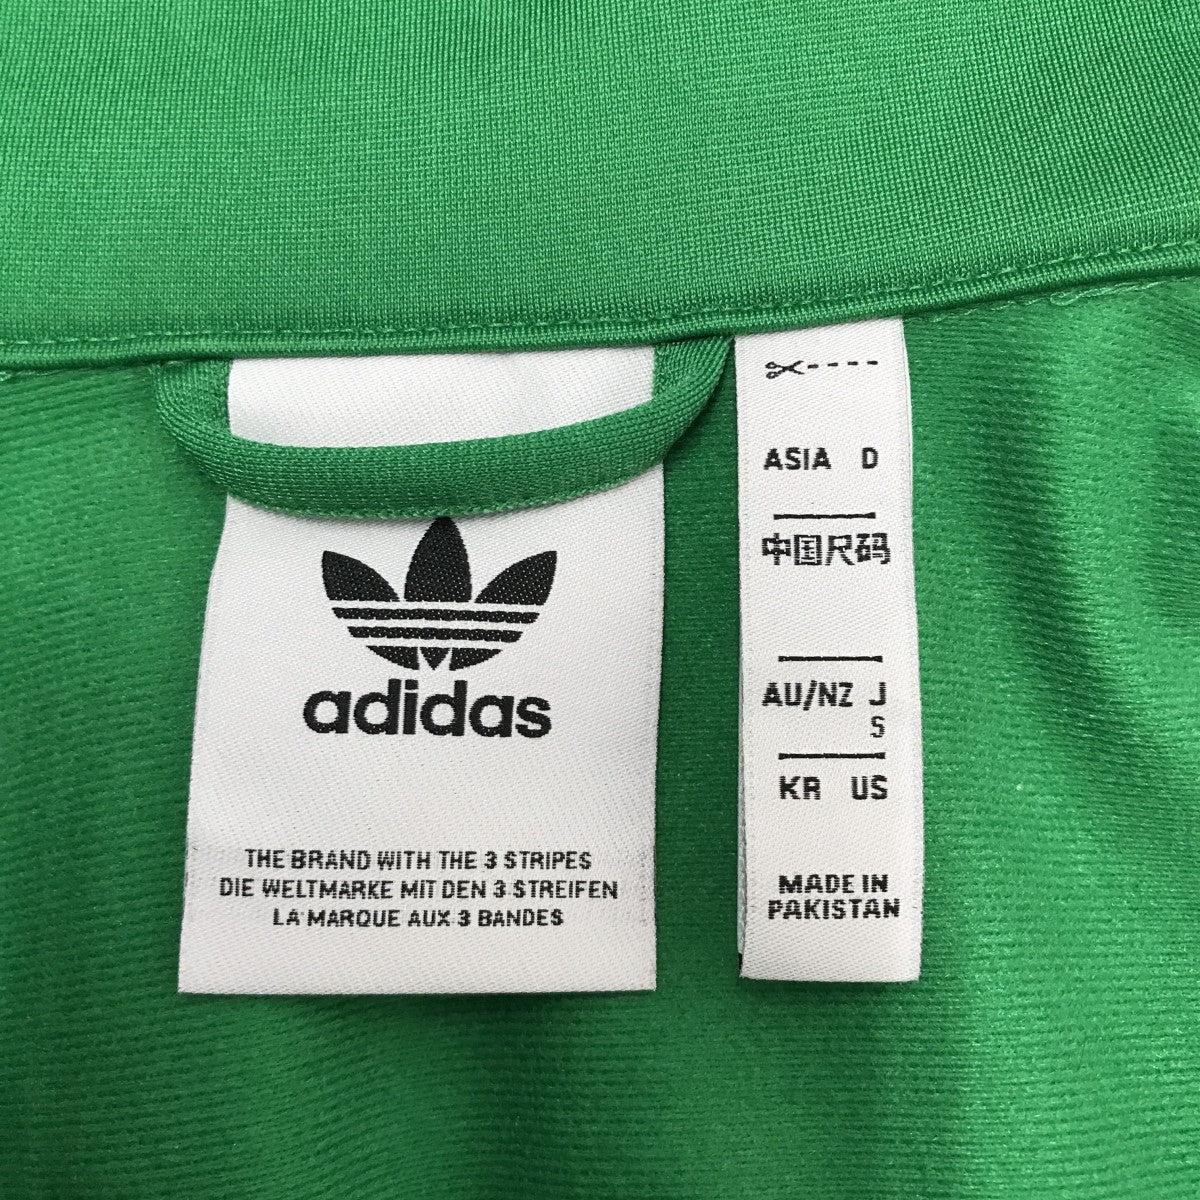 adidas
THE BRAND WITH THE 3 STRIPES
DIE WELTMARKE MIT DEN 3 STREIFEN
LA MARQUE AUX 3 BANDES
ASIA D
中国尺码
AU/NZ J
S
KR US
MADE IN
PAKISTAN